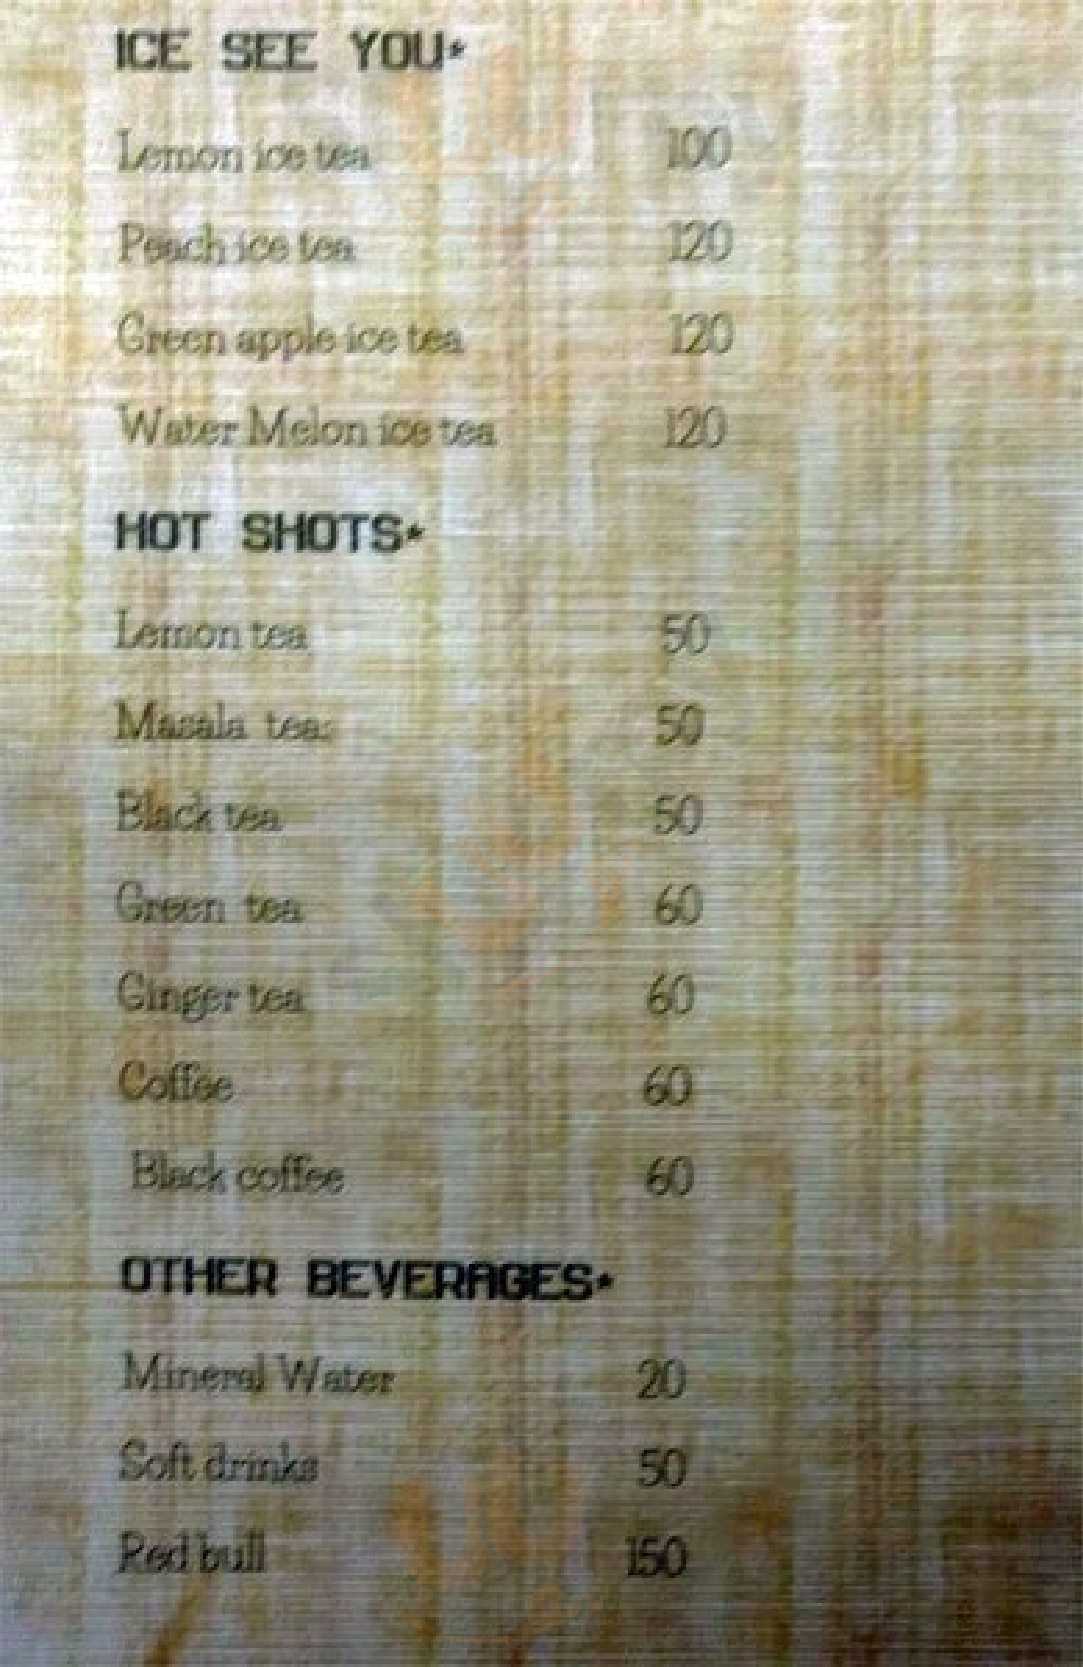 ICE SEE YOU*
Lemon ice tea 100
Peach ice tea 120
Green apple ice tea 120
Water Melon ice tea 120
HOT SHOTS*
Lemon tea 50
Masala tea: 50
Black tea 50
Green tea 60
Ginger tea 60
Coffee 60
Black coffee 60
OTHER BEVERAGES*
Mineral Water 20
Soft drinks 50
Red bull 150